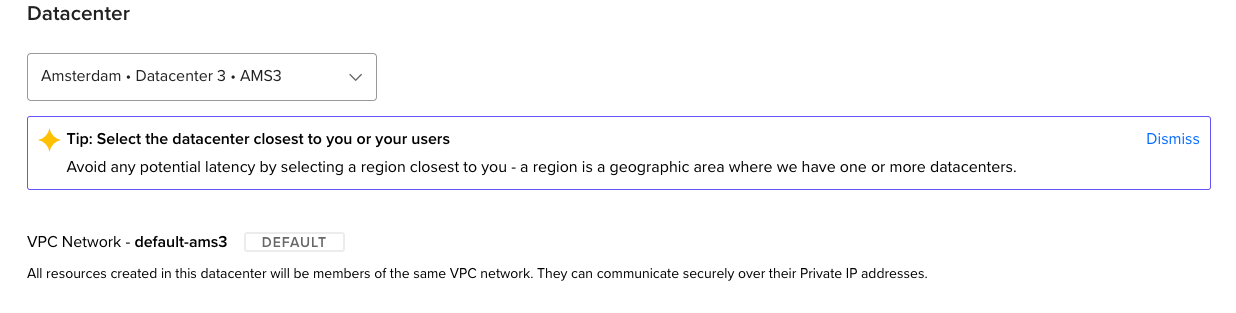 Datacenter
Amsterdam • Datacenter 3 • AMS3
Tip: Select the datacenter closest to you or your users
Dismiss
Avoid any potential latency by selecting a region closest to you - a region is a geographic area where we have one or more datacenters.
VPC Network - default-ams3 DEFAULT
All resources created in this datacenter will be members of the same VPC network. They can communicate securely over their Private IP addresses.